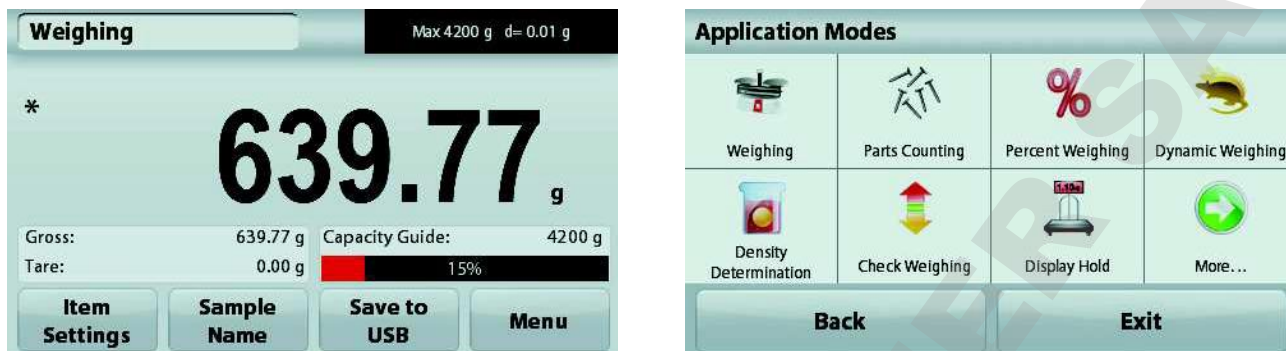 Weighing
Max 4200 g d= 0.01 g
*
639.77 g
Gross: 639.77 g
Tare: 0.00 g
Capacity Guide: 4200 g
15%
Item Settings
Sample Name
Save to USB
Menu
Application Modes
Weighing
Parts Counting
Percent Weighing
Dynamic Weighing
Density Determination
Check Weighing
1.10g
Display Hold
More...
Back
Exit